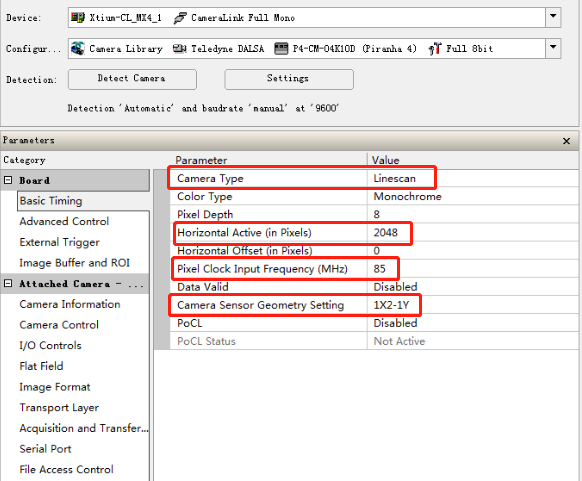 Device: Xtium-CL_MX4_1 CameraLink Full Mono
Configur... Camera Library Teledyne DALSA P4-CM-04K10D (Piranha 4) Full 8bit
Detection: Detect Camera Settings
Detection 'Automatic' and baudrate 'manual' at '9600'
Parameters
Category Parameter Value
Board Camera Type Linescan
Basic Timing Color Type Monochrome
Advanced Control Pixel Depth 8
External Trigger Horizontal Active (in Pixels) 2048
Image Buffer and ROI Horizontal Offset (in Pixels) 0
Attached Camera - ... Pixel Clock Input Frequency (MHz) 85
Data Valid Disabled
Camera Information Camera Sensor Geometry Setting 1X2-1Y
Camera Control PoCL Disabled
I/O Controls PoCL Status Not Active
Flat Field
Image Format
Transport Layer
Acquisition and Transfer...
Serial Port
File Access Control